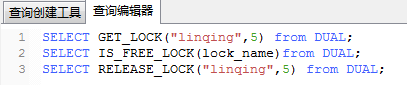 查询创建工具 查询编辑器
1 SELECT GET_LOCK("linqing",5) from DUAL;
2 SELECT IS_FREE_LOCK(lock_name)from DUAL;
3 SELECT RELEASE_LOCK("linqing",5) from DUAL;